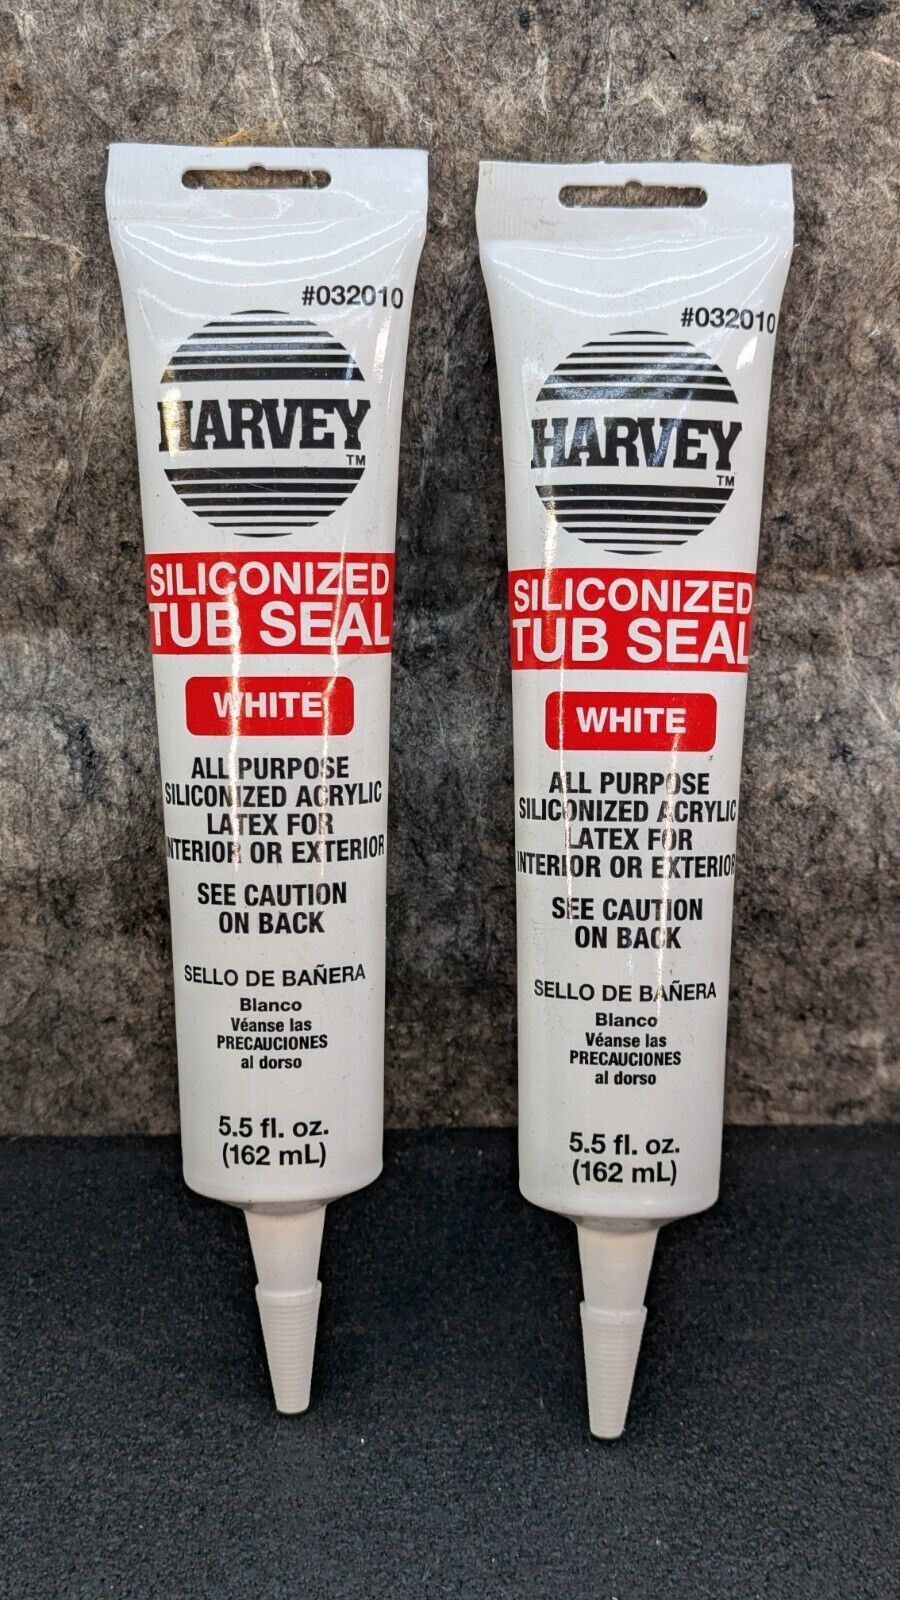 #032010
HARVEY
TM
SILICONIZED
TUB SEAL
WHITE
ALL PURPOSE
SILICONIZED ACRYLIC
LATEX FOR
INTERIOR OR EXTERIOR
SEE CAUTION
ON BACK
SELLO DE BAÑERA
Blanco
Véanse las
PRECAUCIONES
al dorso
5.5 fl. oz.
(162 mL)
#032010
HARVEY
TM
SILICONIZED
TUB SEAL
WHITE
ALL PURPOSE
SILICONIZED ACRYLIC
LATEX FOR
INTERIOR OR EXTERIOR
SEE CAUTION
ON BACK
SELLO DE BAÑERA
Blanco
Véanse las
PRECAUCIONES
al dorso
5.5 fl. oz.
(162 mL)